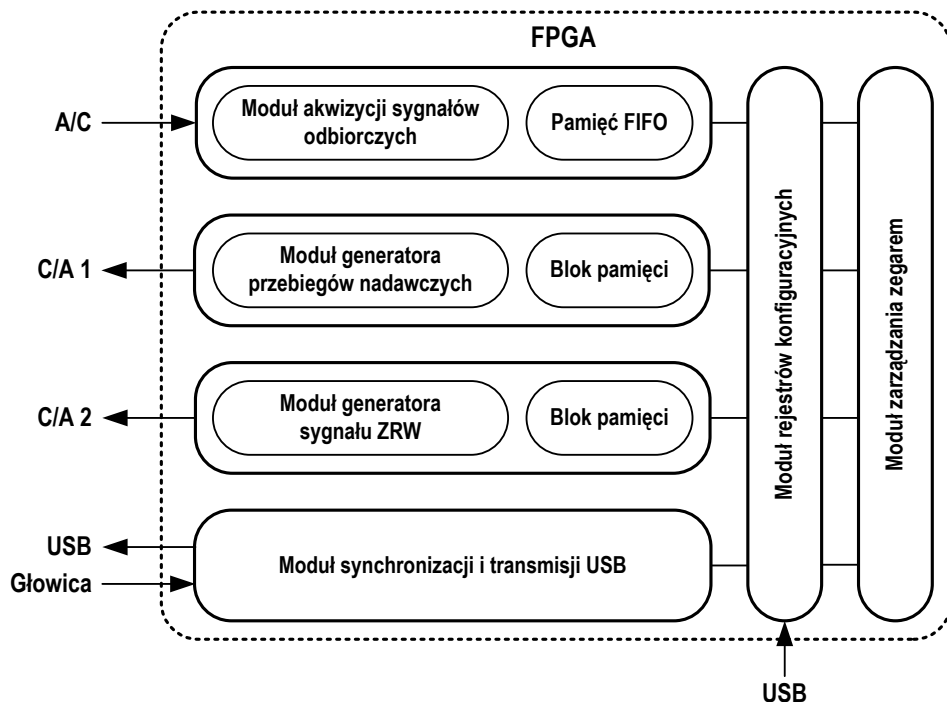 FPGA
A/C
Moduł akwizycji sygnałów
odbiorczych
Pamięć FIFO
C/A 1
Moduł generatora
przebiegów nadawczych
Blok pamięci
C/A 2
Moduł generatora
sygnału ZRW
Blok pamięci
USB
Głowica
Moduł synchronizacji i transmisji USB
Moduł rejestrów konfiguracyjnych
Moduł zarządzania zegarem
USB